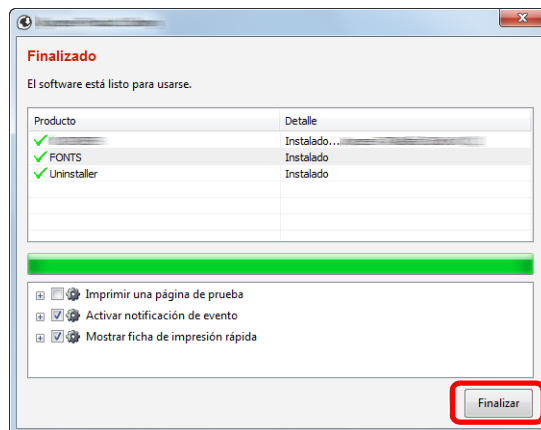 Finalizado
El software está listo para usarse.
Producto Detalle
Instalado...
FONTS Instalado
Uninstaller Instalado
Imprimir una página de prueba
Activar notificación de evento
Mostrar ficha de impresión rápida
Finalizar